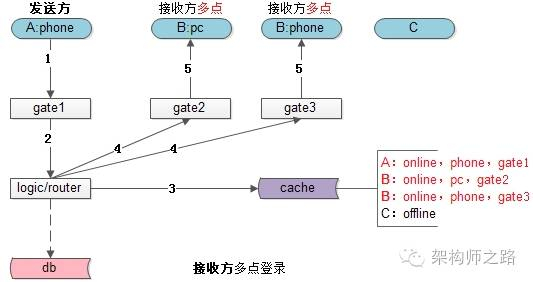 发送方
接收方多点
接收方多点
A:phone
B:pc
B:phone
C
1
5
5
gate1
gate2
gate3
2
4
4
logic/router
3
cache
A：online，phone，gate1
B：online，pc，gate2
B：online，phone，gate3
C：offline
db
接收方多点登录
架构师之路